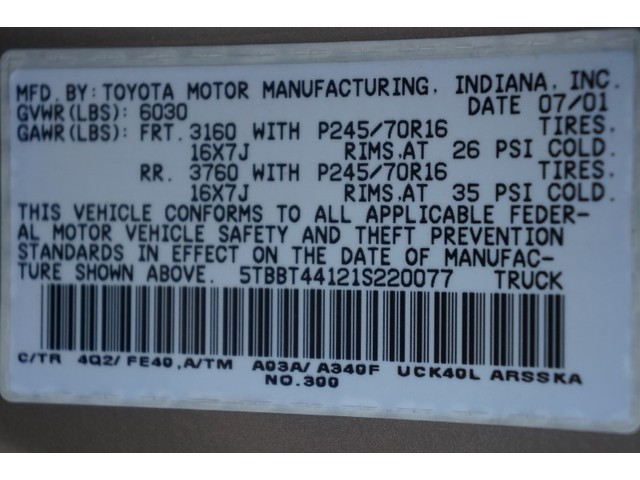 MFD. BY: TOYOTA MOTOR MANUFACTURING, INDIANA, INC.
GVWR(LBS): 6030 DATE 07/01
GAWR(LBS): FRT. 3160 WITH P245/70R16 TIRES,
16X7J RIMS,AT 26 PSI COLD.
RR. 3760 WITH P245/70R16 TIRES,
16X7J RIMS,AT 35 PSI COLD.
THIS VEHICLE CONFORMS TO ALL APPLICABLE FEDER-
AL MOTOR VEHICLE SAFETY AND THEFT PREVENTION
STANDARDS IN EFFECT ON THE DATE OF MANUFAC-
TURE SHOWN ABOVE. 5TBBT44121S220077 TRUCK
C/TR 4Q2/ FE40 ,A/TM A03A/ A340F UCK40L ARSSKA
NO.300